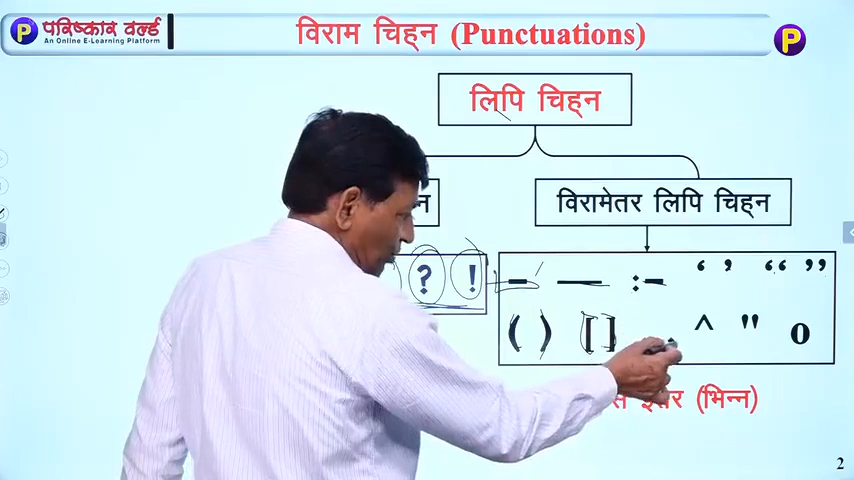 परिष्कार वर्ल्ड
An Online E-Learning Platform
विराम चिह्न (Punctuations)
लिपि चिह्न
न
विरामेतर लिपि चिह्न
? !
- — :- ‘ ’ “ ”
( ) [ ] ^ " o
(भिन्न)
2